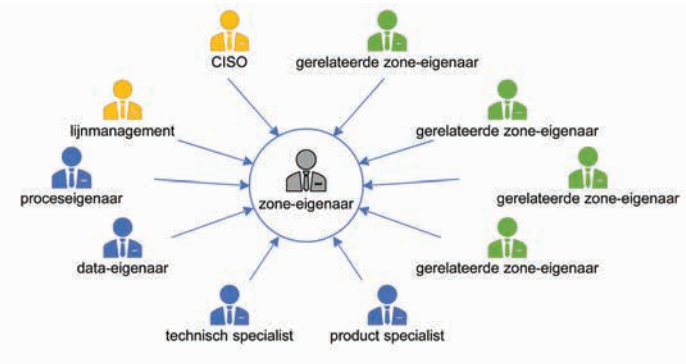 CISO
gerelateerde zone-eigenaar
lijnmanagement
gerelateerde zone-eigenaar
proceseigenaar
zone-eigenaar
gerelateerde zone-eigenaar
data-eigenaar
gerelateerde zone-eigenaar
technisch specialist
product specialist